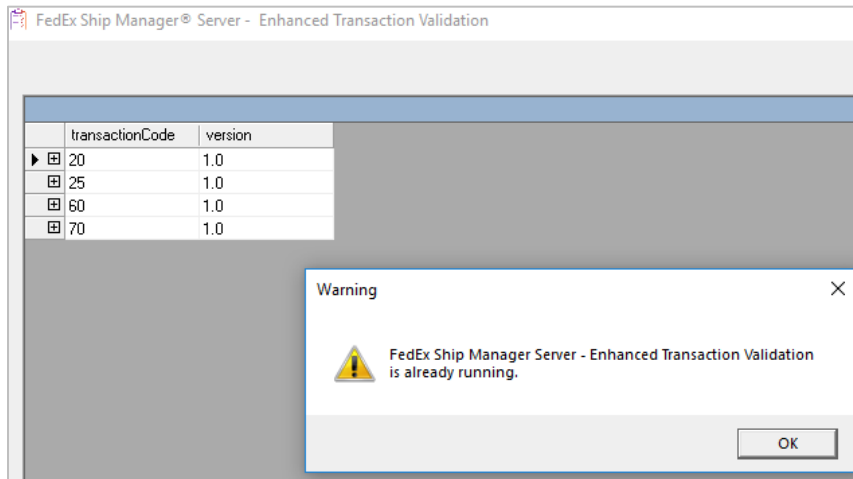 FedEx Ship Manager® Server -  Enhanced Transaction Validation
transactionCode version
20 1.0
25 1.0
60 1.0
70 1.0
Warning
FedEx Ship Manager Server - Enhanced Transaction Validation
is already running.
OK